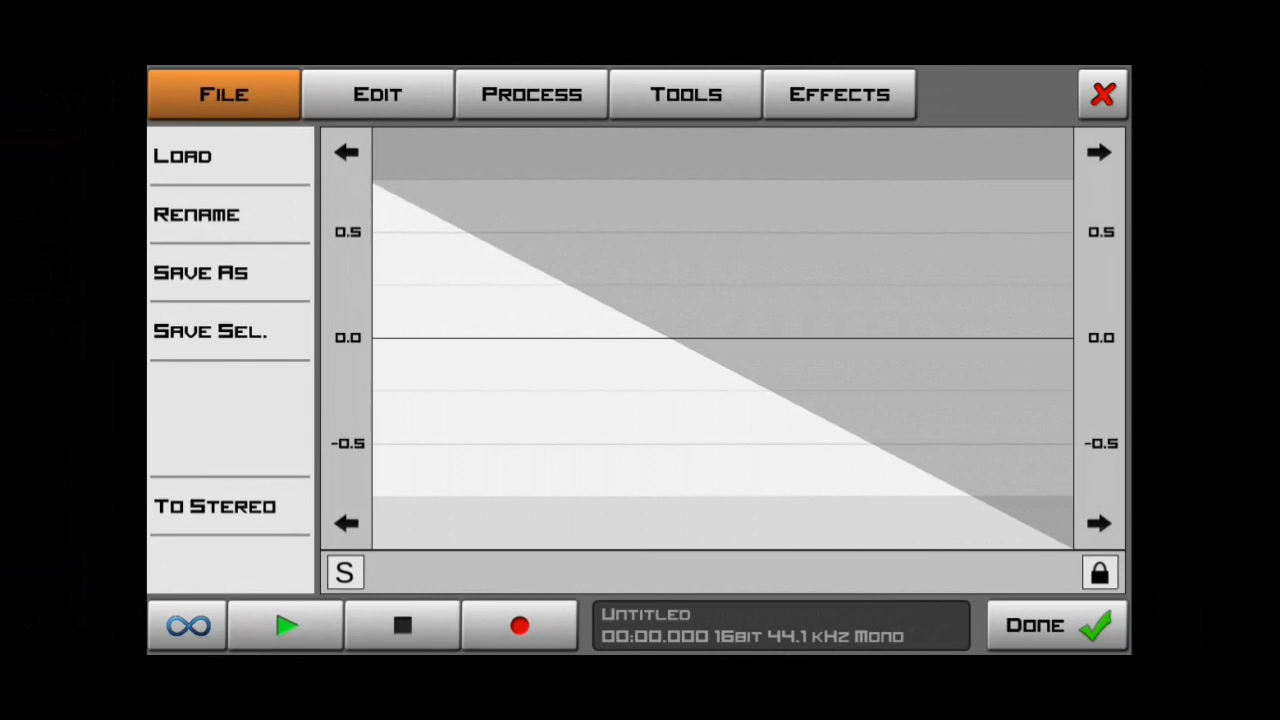 File Edit Process Tools Effects
Load
Rename
Save As
Save Sel.
To Stereo
0.5 0.5
0.0 0.0
-0.5 -0.5
S
Untitled
00:00.000 16bit 44.1 kHz Mono
Done